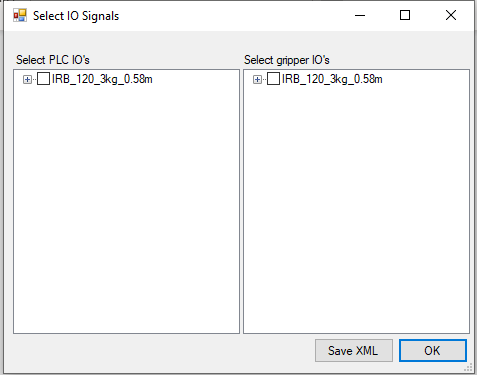 Select IO Signals
Select PLC IO's
Select gripper IO's
IRB_120_3kg_0.58m
IRB_120_3kg_0.58m
Save XML
OK